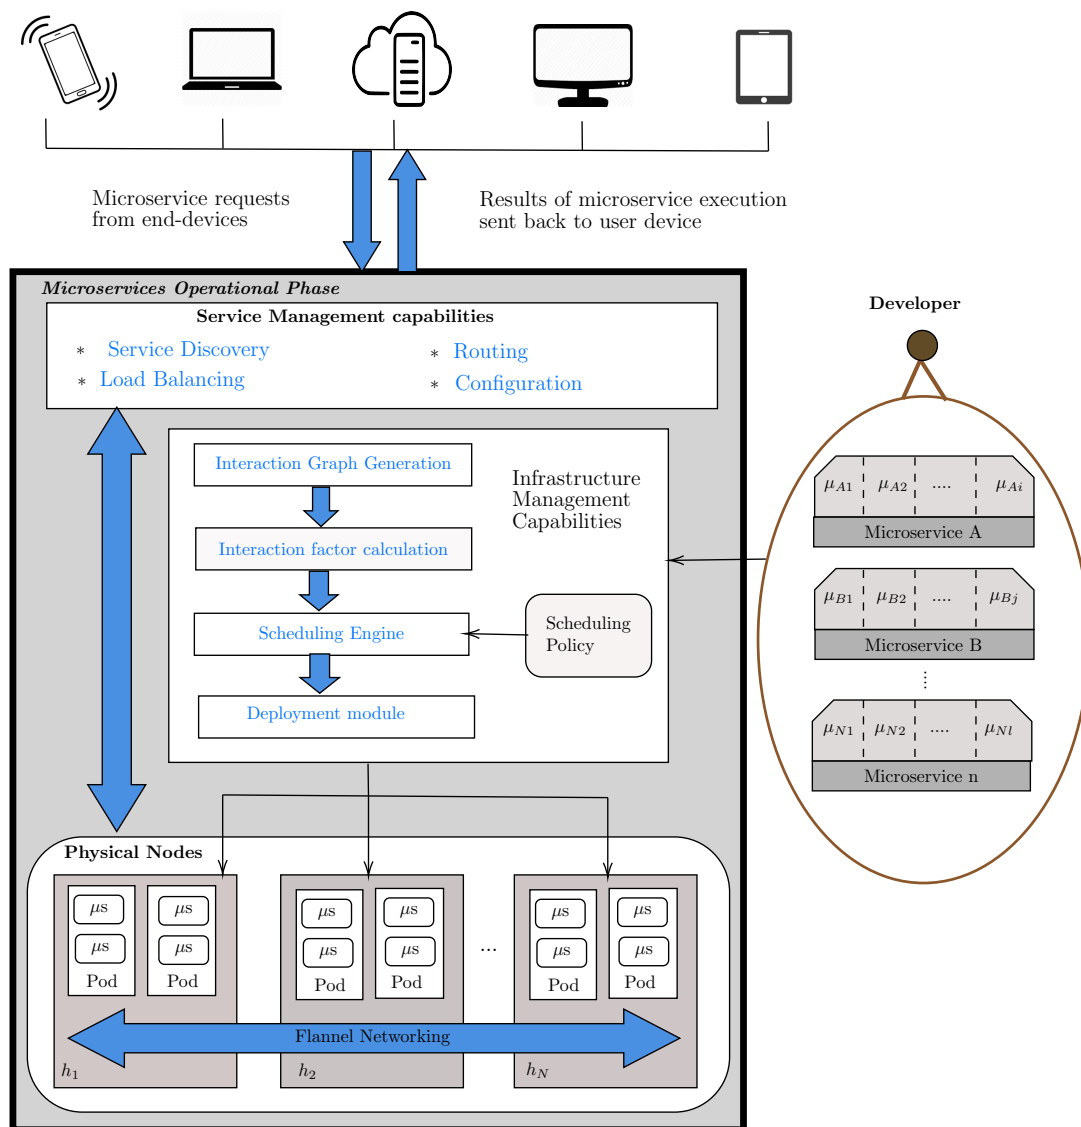 Microservice requests
from end-devices
Results of microservice execution
sent back to user device
Microservices Operational Phase
Service Management capabilities
* Service Discovery
* Routing
* Load Balancing
* Configuration
Interaction Graph Generation
Infrastructure
Management
Capabilities
Interaction factor calculation
Scheduling Engine
Scheduling
Policy
Deployment module
Developer
μA1 μA2 .... μAi
Microservice A
μB1 μB2 .... μBj
Microservice B
μN1 μN2 .... μNl
Microservice n
Physical Nodes
μs
μs
Pod
μs
μs
Pod
μs
μs
Pod
μs
μs
Pod
...
μs
μs
Pod
μs
μs
Pod
Flannel Networking
h1
h2
hN